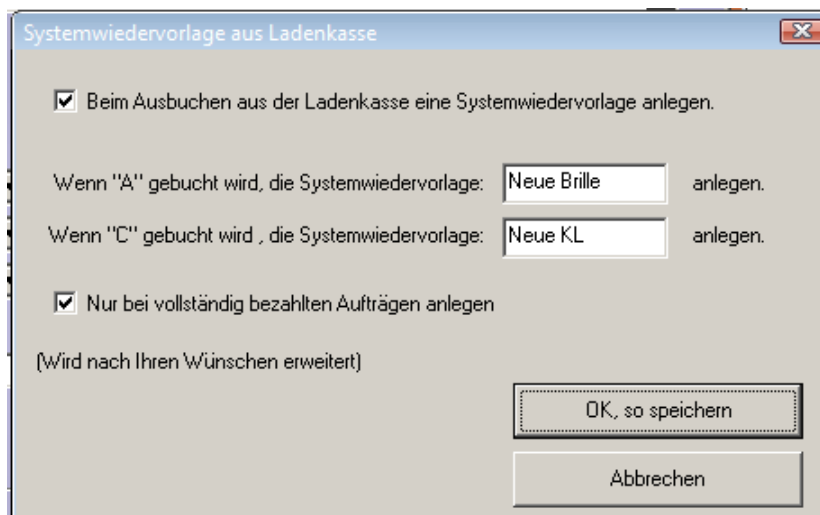 Systemwiedervorlage aus Ladenkasse
Beim Ausbuchen aus der Ladenkasse eine Systemwiedervorlage anlegen.
Wenn "A" gebucht wird, die Systemwiedervorlage: Neue Brille anlegen.
Wenn "C" gebucht wird , die Systemwiedervorlage: Neue KL anlegen.
Nur bei vollständig bezahlten Aufträgen anlegen
(Wird nach Ihren Wünschen erweitert)
OK, so speichern
Abbrechen